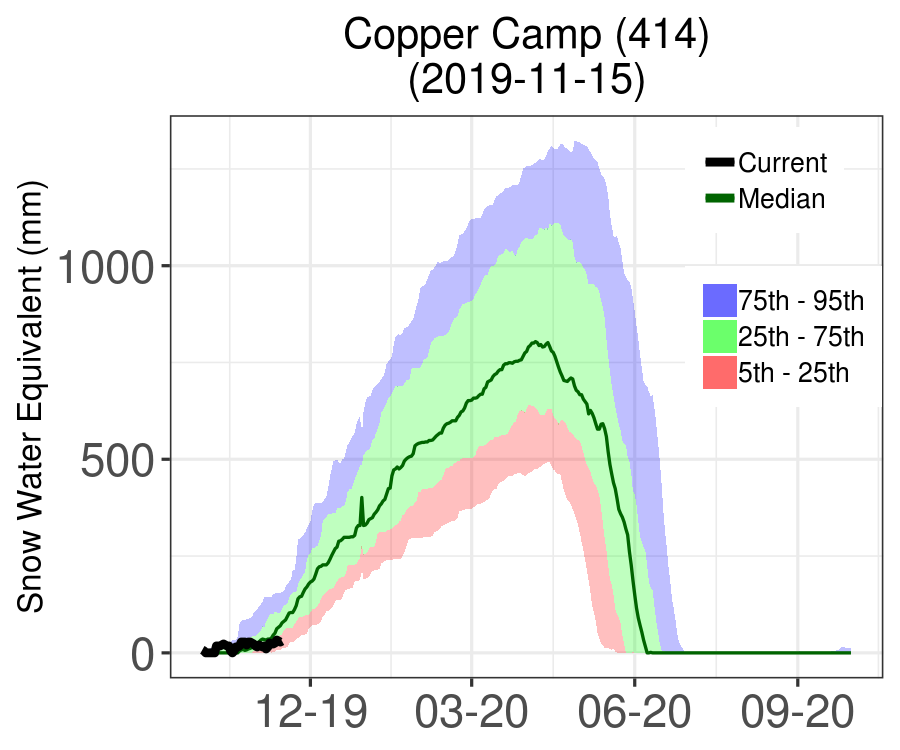 Copper Camp (414)
(2019-11-15)
Snow Water Equivalent (mm)
1000
500
0
12-19
03-20
06-20
09-20
Current
Median
75th - 95th
25th - 75th
5th - 25th